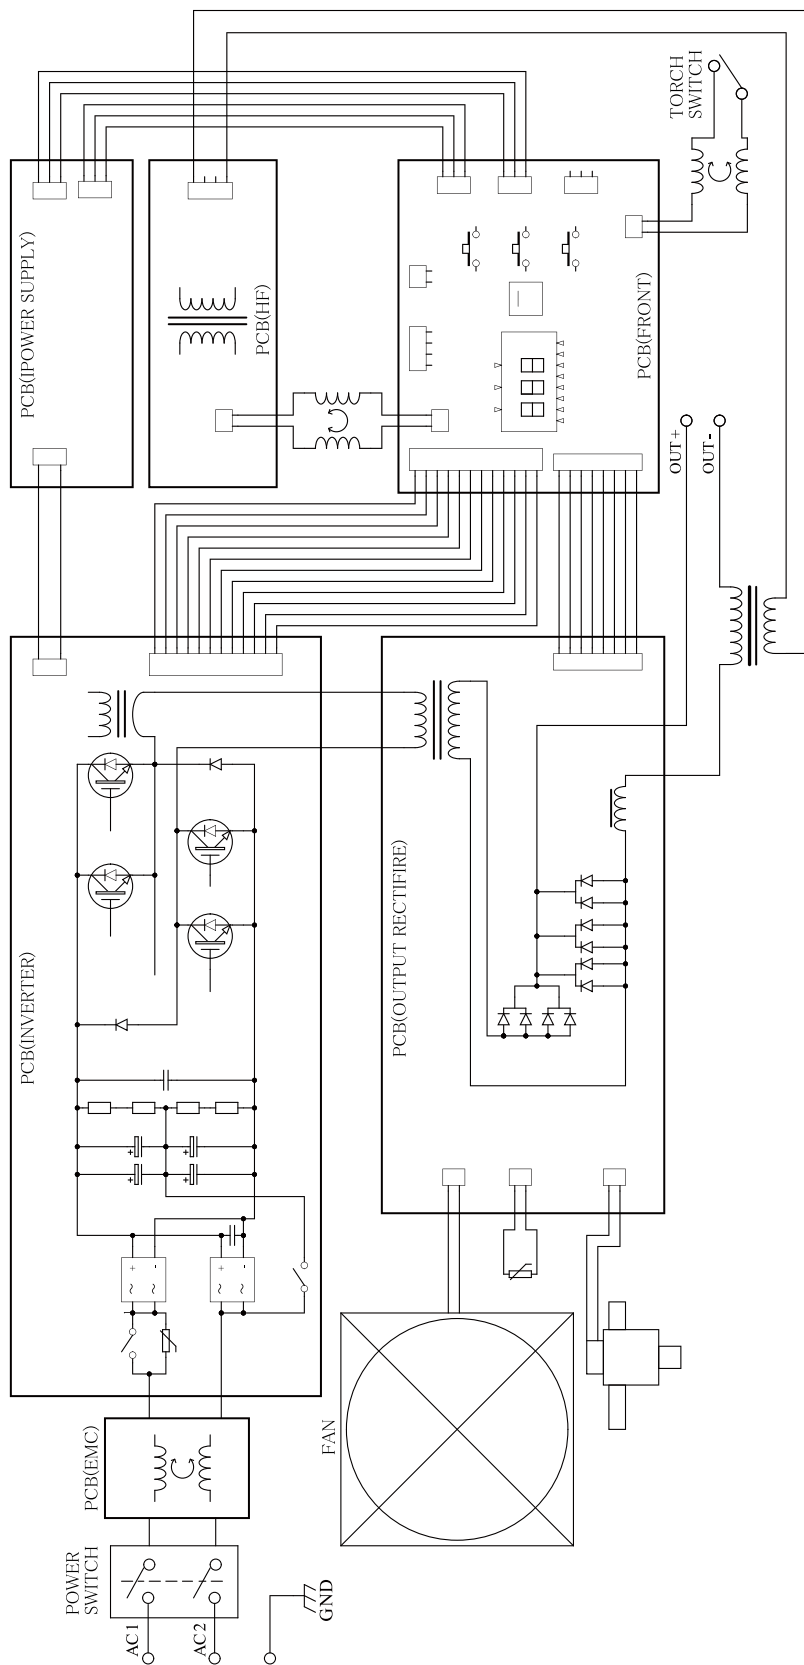 TORCH
SWITCH
PCB(IPOWER SUPPLY)
PCB(HF)
PCB(FRONT)
OUT+
OUT-
PCB(INVERTER)
PCB(OUTPUT RECTIFIRE)
+
+
+
+
+
-
~
~
+
-
~
~
PCB(EMC)
FAN
POWER
SWITCH
AC1
AC2
GND